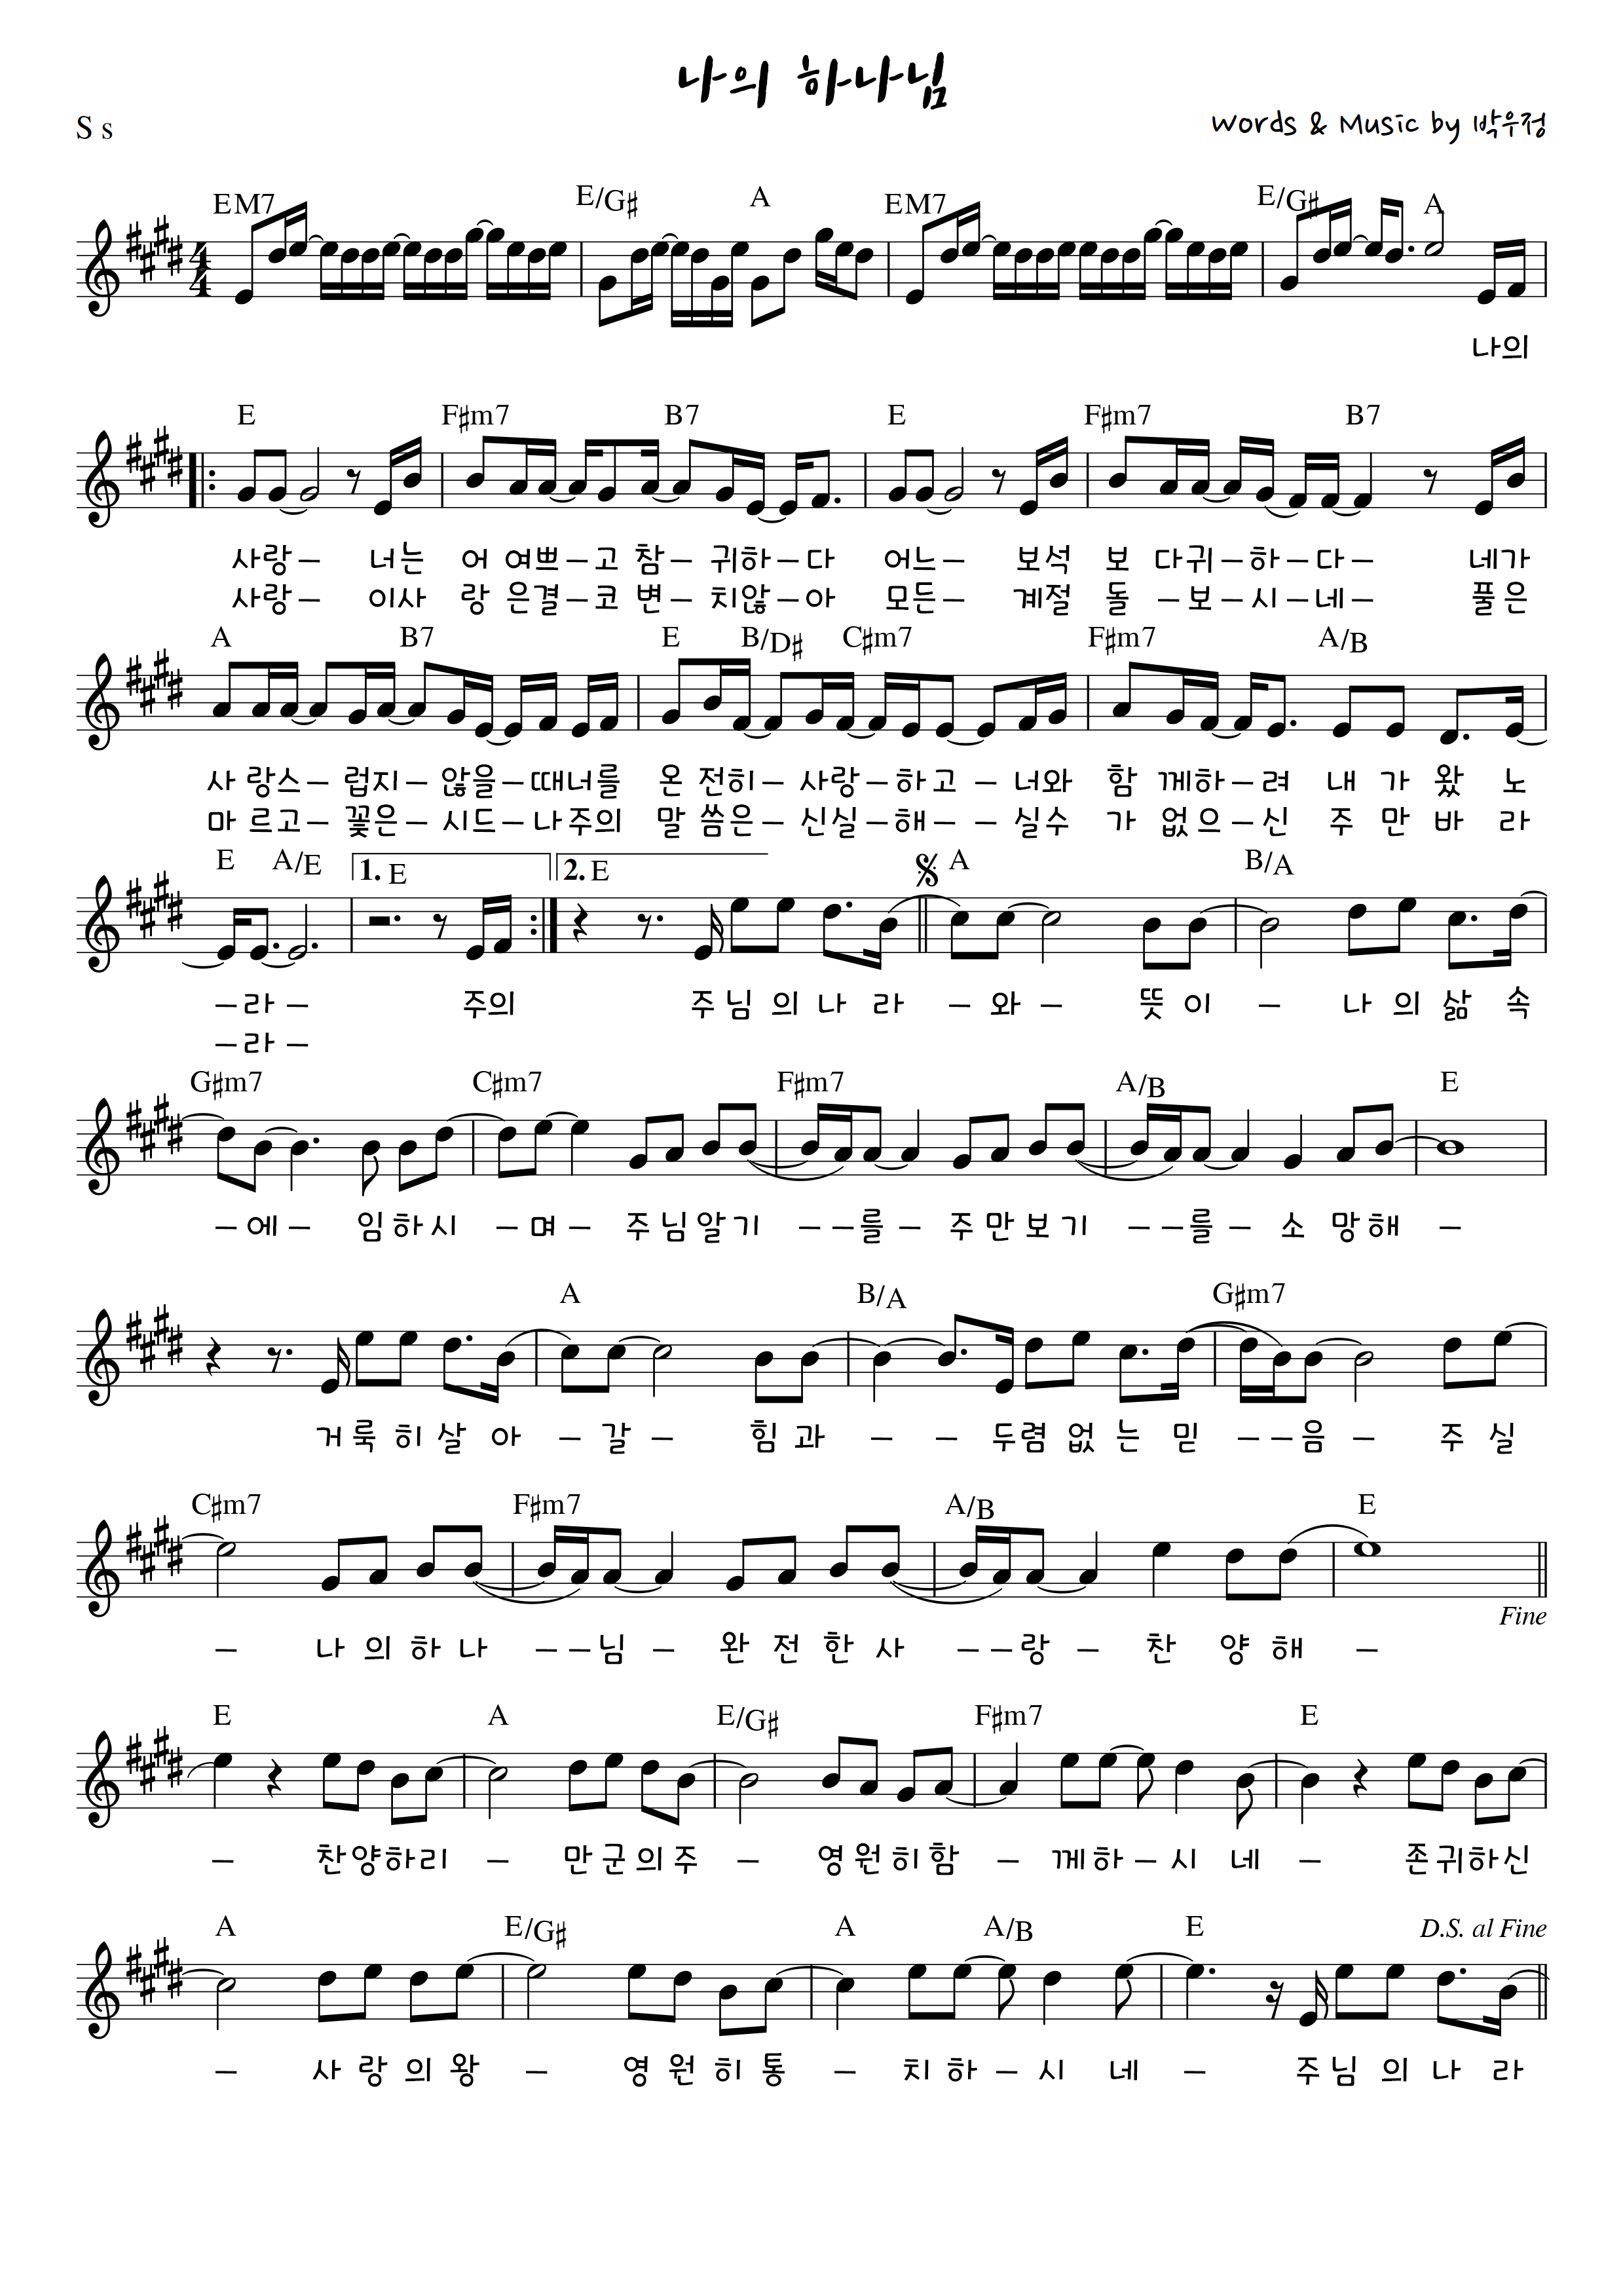 나의 하나님
S s
Words & Music by 박우정
EM7 E/G♯ A EM7 E/G♯ A
나의
E F♯m7 B7 E F♯m7 B7
사랑– 너는 어 여쁘–고 참– 귀하–다 어느– 보석 보 다귀–하–다– 네가
사랑– 이사 랑 은결–코 변– 치않–아 모든– 계절 돌 –보–시–네– 풀은
A B7 E B/D♯ C♯m7 F♯m7 A/B
사 랑스– 럽지– 않을–때너를 온 전히– 사랑–하고 – 너와 함 께하–려 내 가 왔 노
마 르고– 꽃은– 시드–나주의 말 씀은– 신실–해– – 실수 가 없으–신 주 만 바 라
E A/E 1. E 2. E A B/A
–라 – 주의 주님 의 나 라 – 와 – 뜻 이 – 나 의 삶 속
–라 –
G♯m7 C♯m7 F♯m7 A/B E
–에– 임하시 –며– 주님알기 ––를– 주만보기 ––를– 소 망해 –
A B/A G♯m7
거룩 히 살 아 – 갈 – 힘 과 – – 두렴 없 는 믿 ––음 – 주 실
C♯m7 F♯m7 A/B E
– 나 의 하 나 ––님 – 완 전 한 사 ––랑 – 찬 양 해 –
Fine
E A E/G♯ F♯m7 E
– 찬양하리 – 만군의주 – 영원히함 – 께하–시 네 – 존귀하신
A E/G♯ A A/B E D.S. al Fine
– 사 랑 의 왕 – 영 원 히 통 – 치 하 – 시 네 – 주님 의 나 라